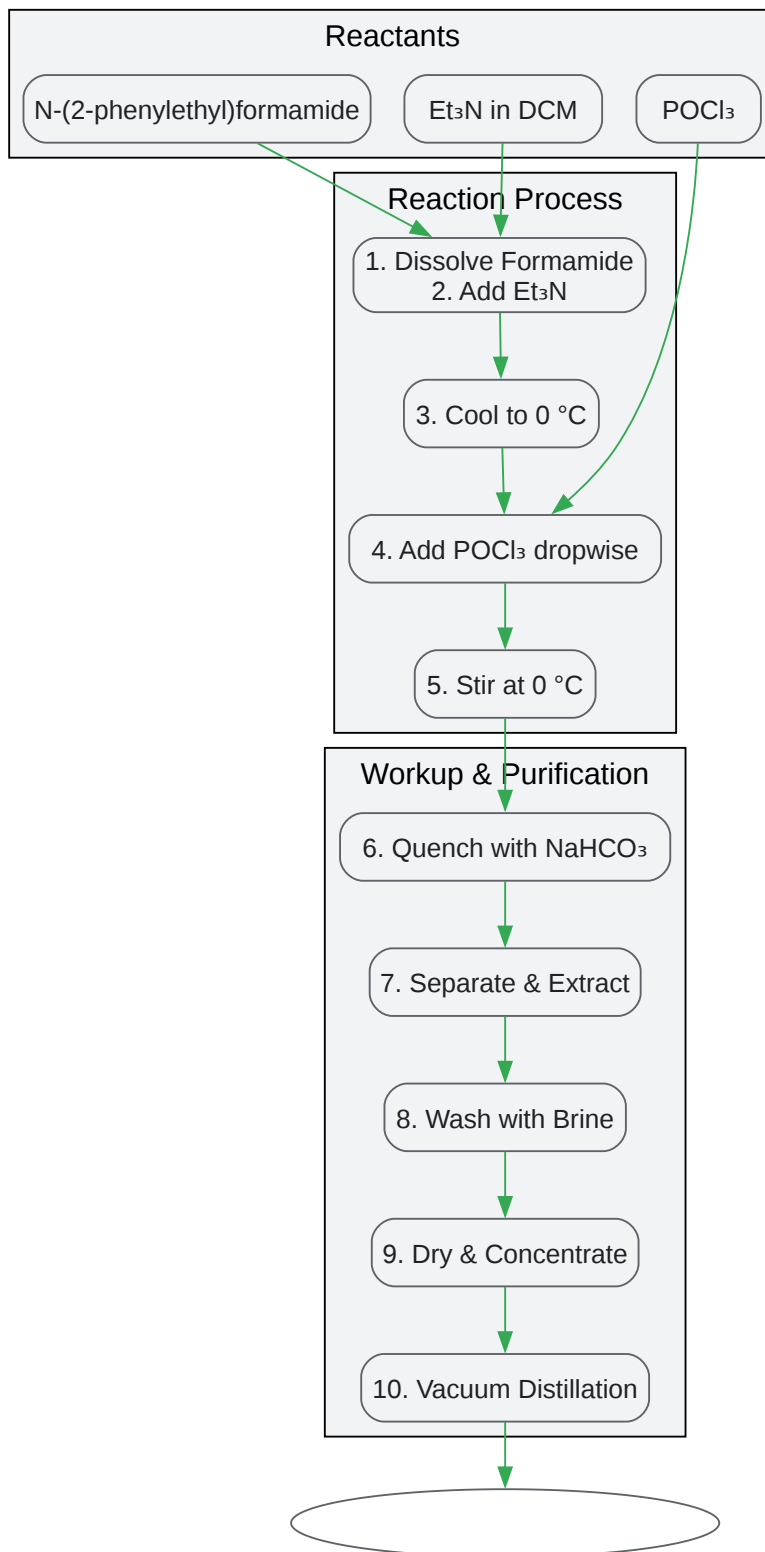 Reactants
N-(2-phenylethyl)formamide
Et₃N in DCM
POCl₃
Reaction Process
1. Dissolve Formamide
2. Add Et₃N
3. Cool to 0 °C
4. Add POCl₃ dropwise
5. Stir at 0 °C
Workup & Purification
6. Quench with NaHCO₃
7. Separate & Extract
8. Wash with Brine
9. Dry & Concentrate
10. Vacuum Distillation